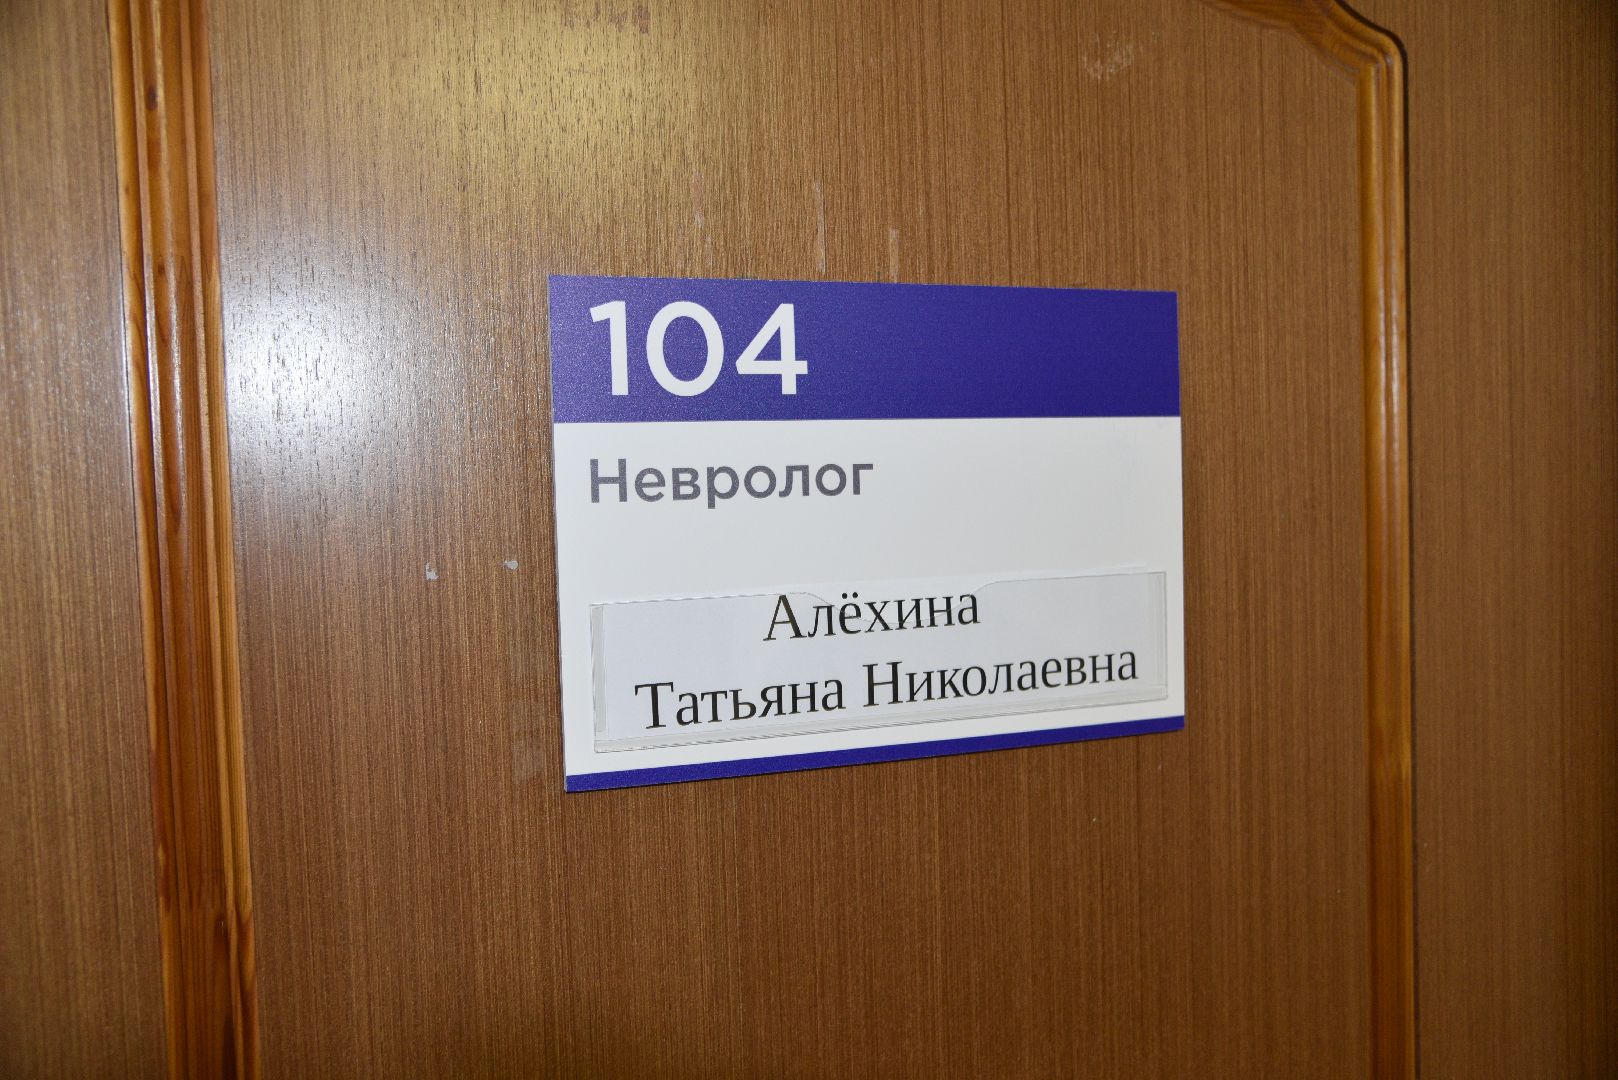 104
Невролог
Алёхина
Татьяна Николаевна